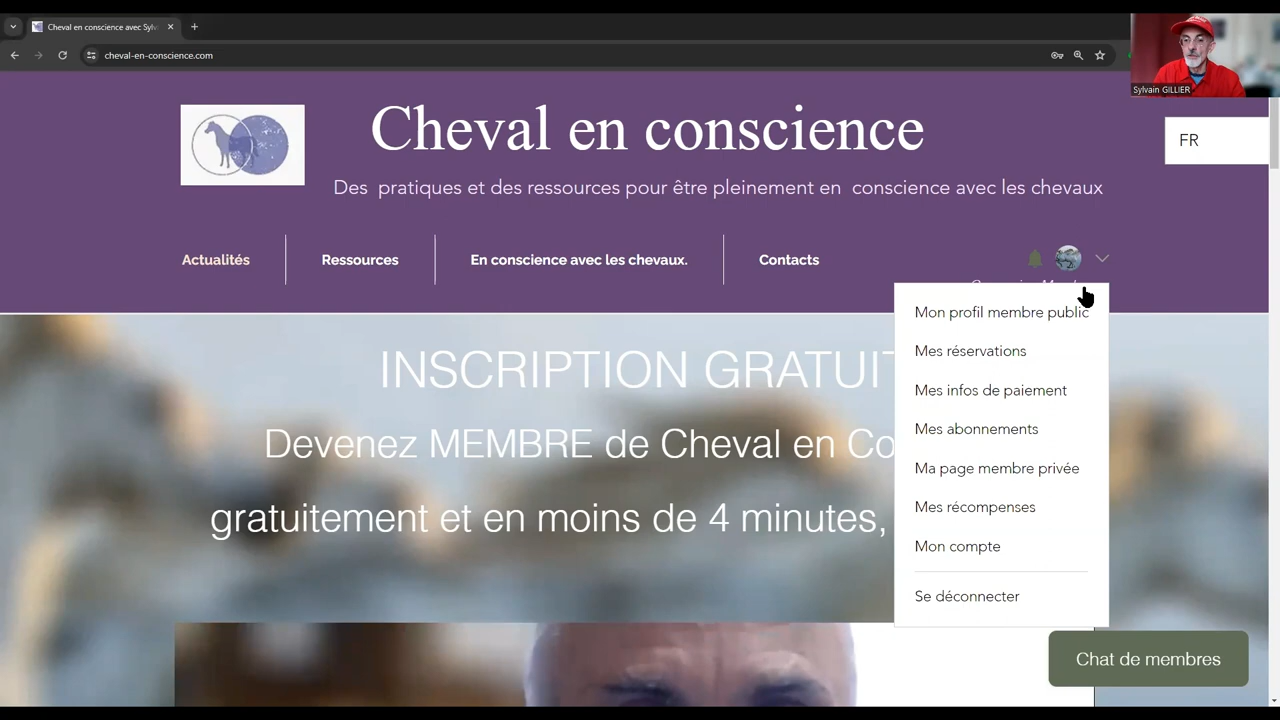 Cheval en conscience avec Sylv
cheval-en-conscience.com
Sylvain GILLIER
Cheval en conscience
FR
Des pratiques et des ressources pour être pleinement en conscience avec les chevaux
Actualités
Ressources
En conscience avec les chevaux.
Contacts
Mon profil membre public
Mes réservations
Mes infos de paiement
Mes abonnements
Ma page membre privée
Mes récompenses
Mon compte
Se déconnecter
INSCRIPTION GRATUIT
Devenez MEMBRE de Cheval en Co
gratuitement et en moins de 4 minutes,
Chat de membres